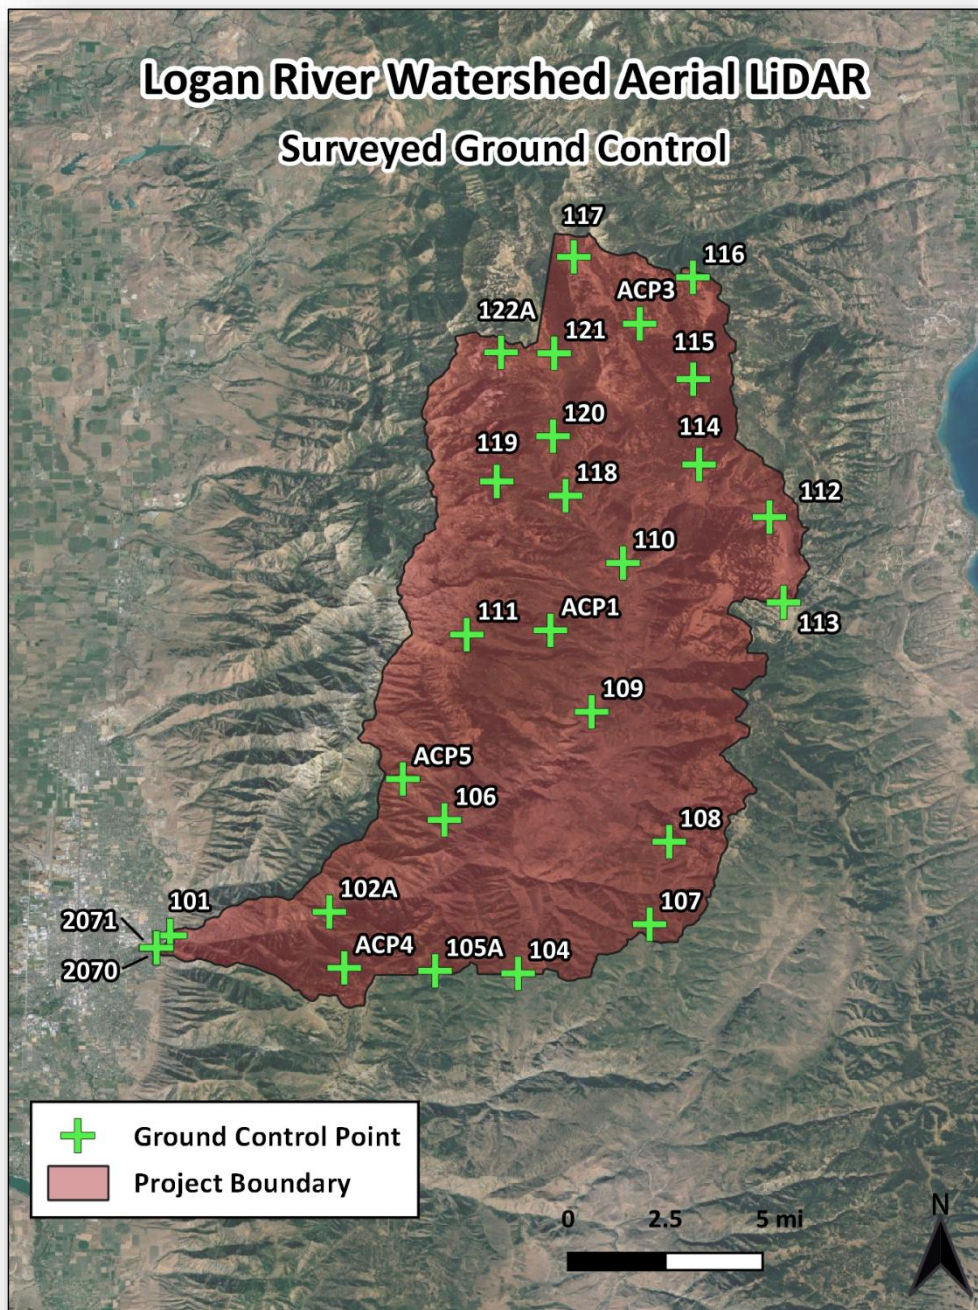 Logan River Watershed Aerial LiDAR
Surveyed Ground Control
117
116
ACP3
122A
121
115
120
114
119
118
112
110
ACP1
111
113
109
ACP5
106
108
102A
101
2071
107
ACP4
105A
104
2070
Ground Control Point
Project Boundary
0 2.5 5 mi
N